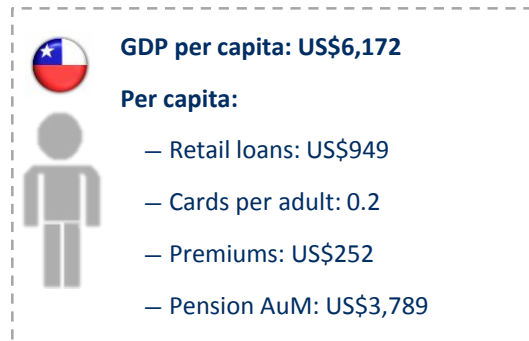 GDP per capita: US$6,172
Per capita:
— Retail loans: US$949
— Cards per adult: 0.2
— Premiums: US$252
— Pension AuM: US$3,789